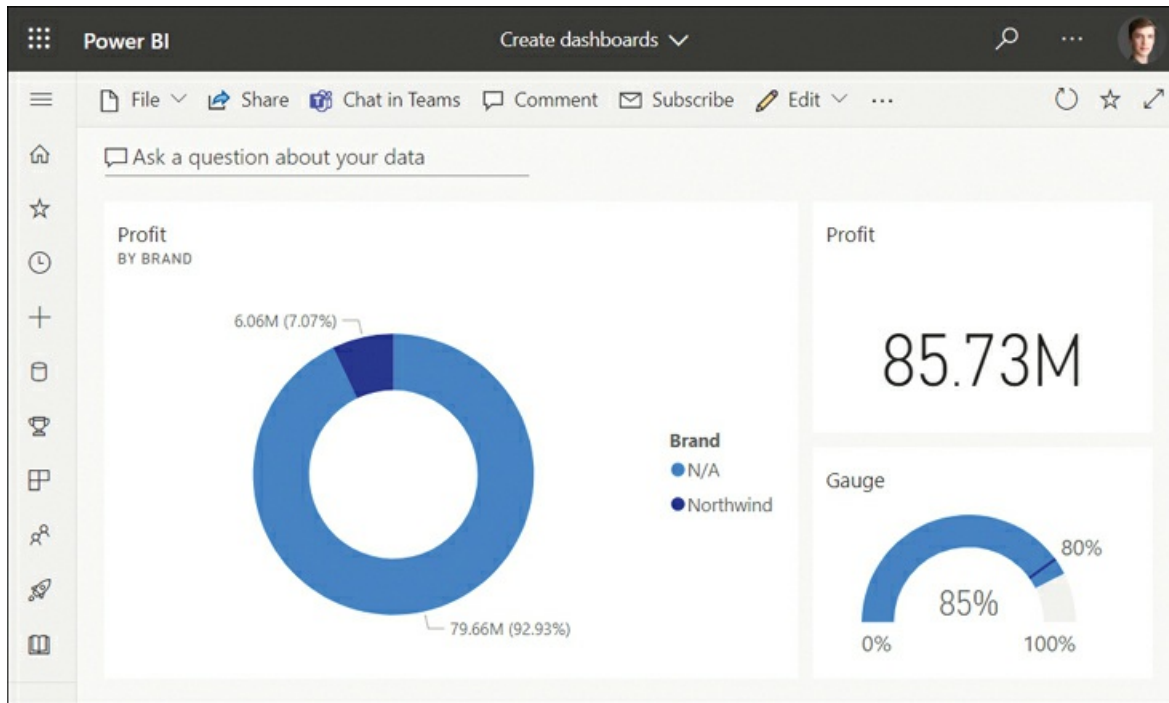 Power BI
Create dashboards
File Share Chat in Teams Comment Subscribe Edit ...
Ask a question about your data
Profit
BY BRAND
6.06M (7.07%)
79.66M (92.93%)
Brand
N/A
Northwind
Profit
85.73M
Gauge
80%
85%
0% 100%